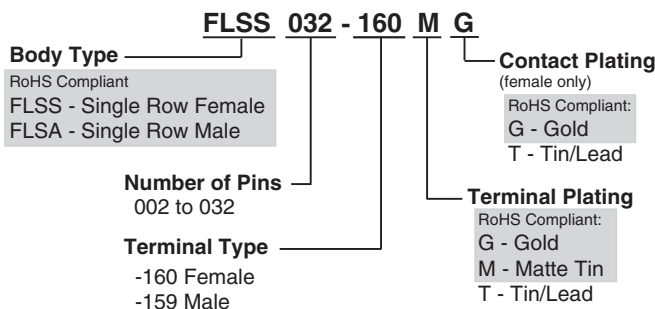 FLSS 032 - 160 M G
Body Type
RoHS Compliant
FLSS - Single Row Female
FLSA - Single Row Male
Number of Pins
002 to 032
Terminal Type
-160 Female
-159 Male
Contact Plating
(female only)
RoHS Compliant:
G - Gold
T - Tin/Lead
Terminal Plating
RoHS Compliant:
G - Gold
M - Matte Tin
T - Tin/Lead